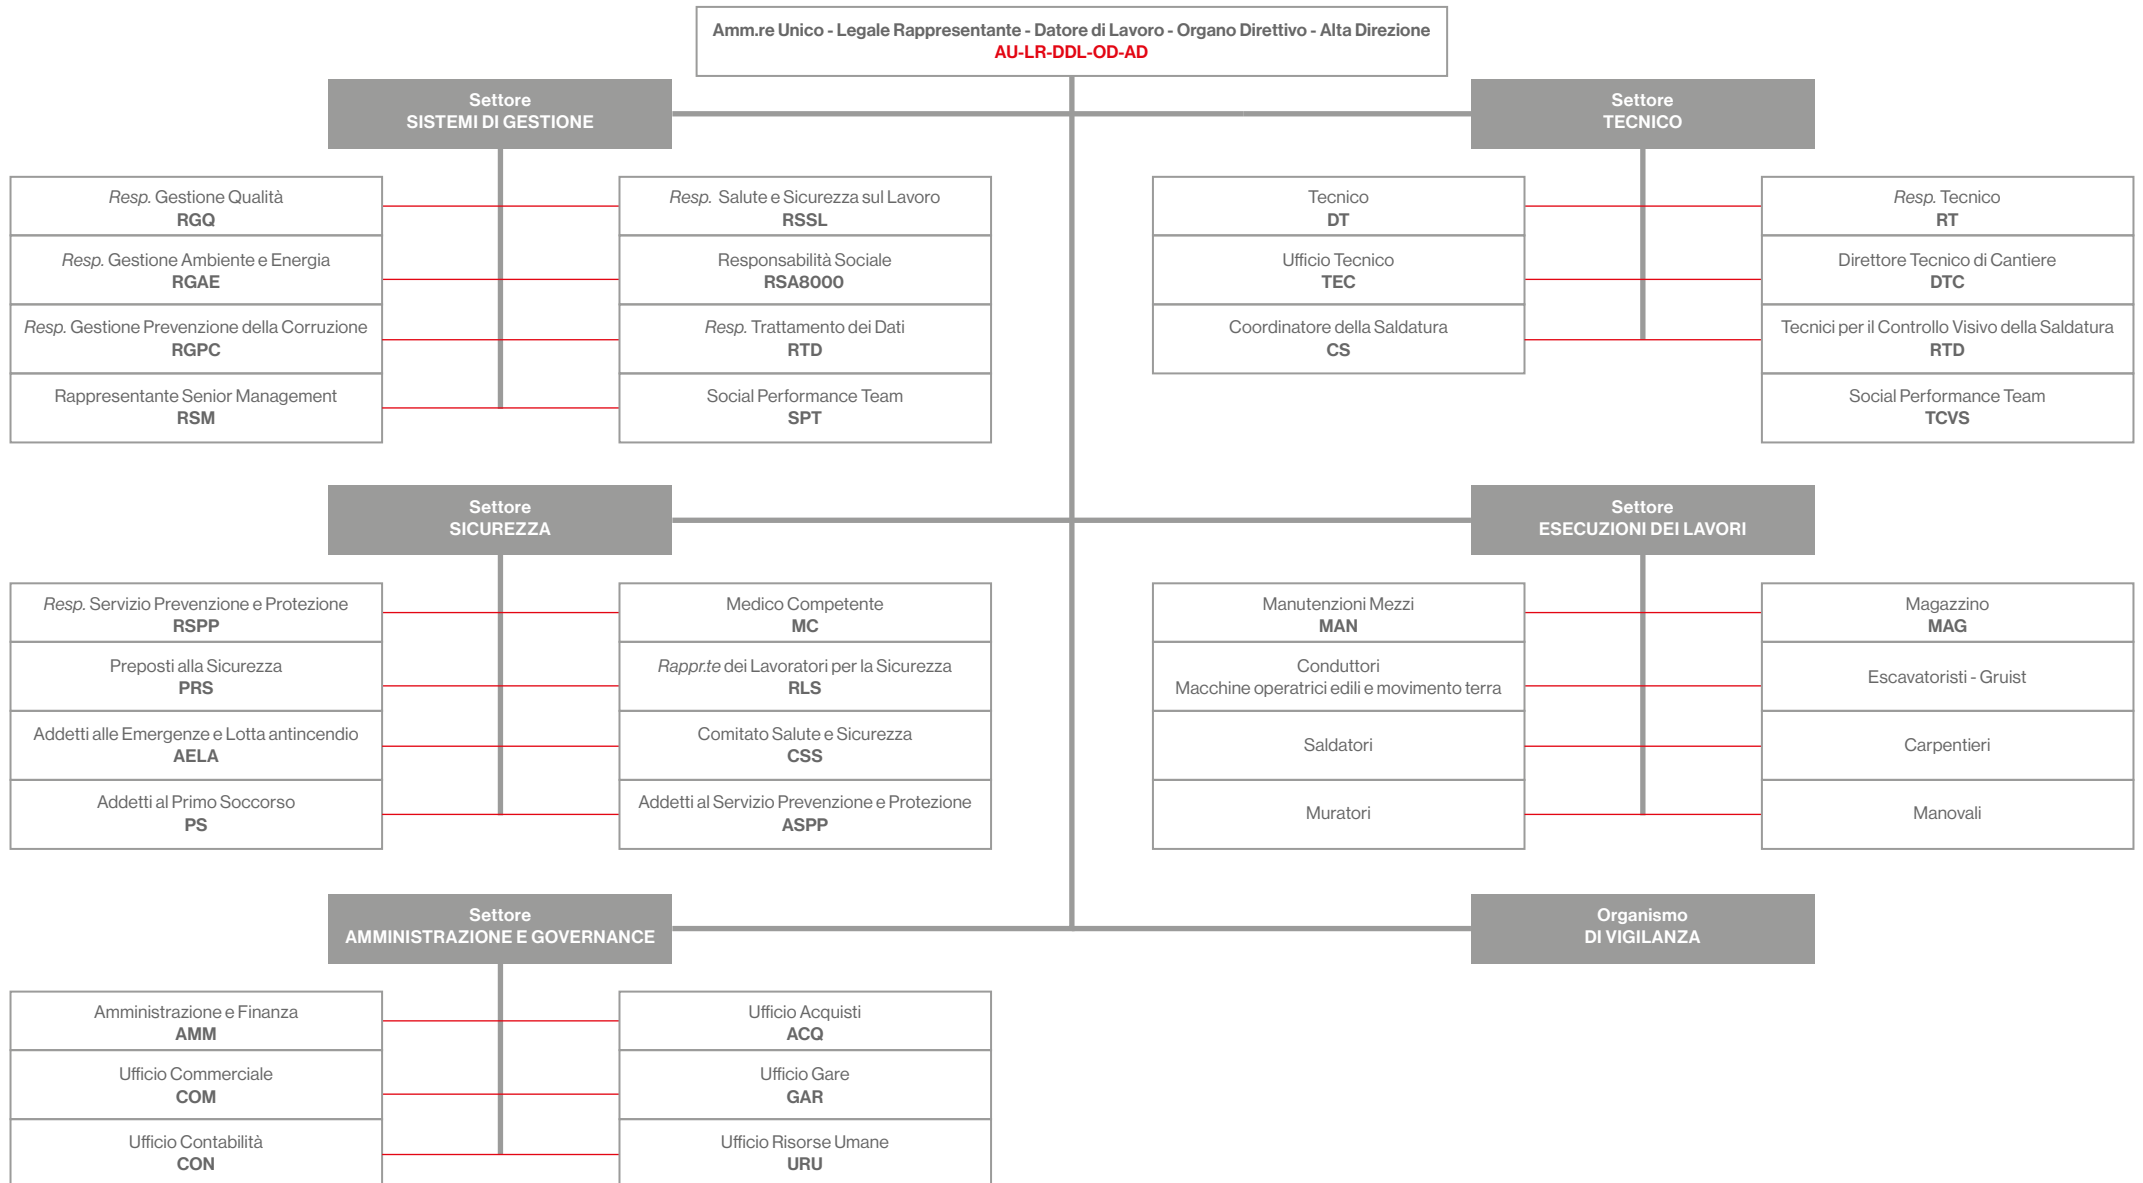 Amm.re Unico - Legale Rappresentante - Datore di Lavoro - Organo Direttivo - Alta Direzione
AU-LR-DDL-OD-AD
Settore
SISTEMI DI GESTIONE
Resp. Gestione Qualità
RGQ
Resp. Gestione Ambiente e Energia
RGAE
Resp. Gestione Prevenzione della Corruzione
RGPC
Rappresentante Senior Management
RSM
Resp. Salute e Sicurezza sul Lavoro
RSSL
Responsabilità Sociale
RSA8000
Resp. Trattamento dei Dati
RTD
Social Performance Team
SPT
Settore
TECNICO
Tecnico
DT
Ufficio Tecnico
TEC
Coordinatore della Saldatura
CS
Resp. Tecnico
RT
Direttore Tecnico di Cantiere
DTC
Tecnici per il Controllo Visivo della Saldatura
RTD
Social Performance Team
TCVS
Settore
SICUREZZA
Resp. Servizio Prevenzione e Protezione
RSPP
Preposti alla Sicurezza
PRS
Addetti alle Emergenze e Lotta antincendio
AELA
Addetti al Primo Soccorso
PS
Medico Competente
MC
Rappr.te dei Lavoratori per la Sicurezza
RLS
Comitato Salute e Sicurezza
CSS
Addetti al Servizio Prevenzione e Protezione
ASPP
Settore
ESECUZIONI DEI LAVORI
Manutenzioni Mezzi
MAN
Conduttori
Macchine operatrici edili e movimento terra
Saldatori
Muratori
Magazzino
MAG
Escavatoristi - Gruist
Carpentieri
Manovali
Settore
AMMINISTRAZIONE E GOVERNANCE
Amministrazione e Finanza
AMM
Ufficio Commerciale
COM
Ufficio Contabilità
CON
Ufficio Acquisti
ACQ
Ufficio Gare
GAR
Ufficio Risorse Umane
URU
Organismo
DI VIGILANZA